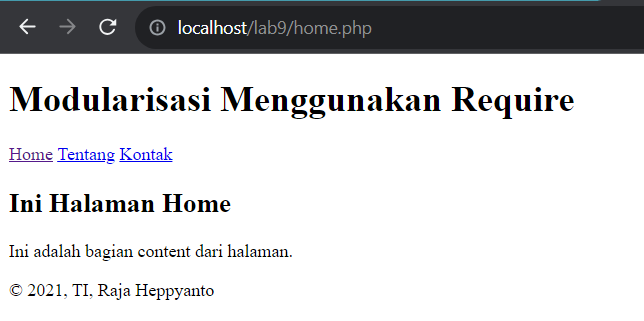 localhost/lab9/home.php
Modularisasi Menggunakan Require
Home Tentang Kontak
Ini Halaman Home
Ini adalah bagian content dari halaman.
© 2021, TI, Raja Heppyanto